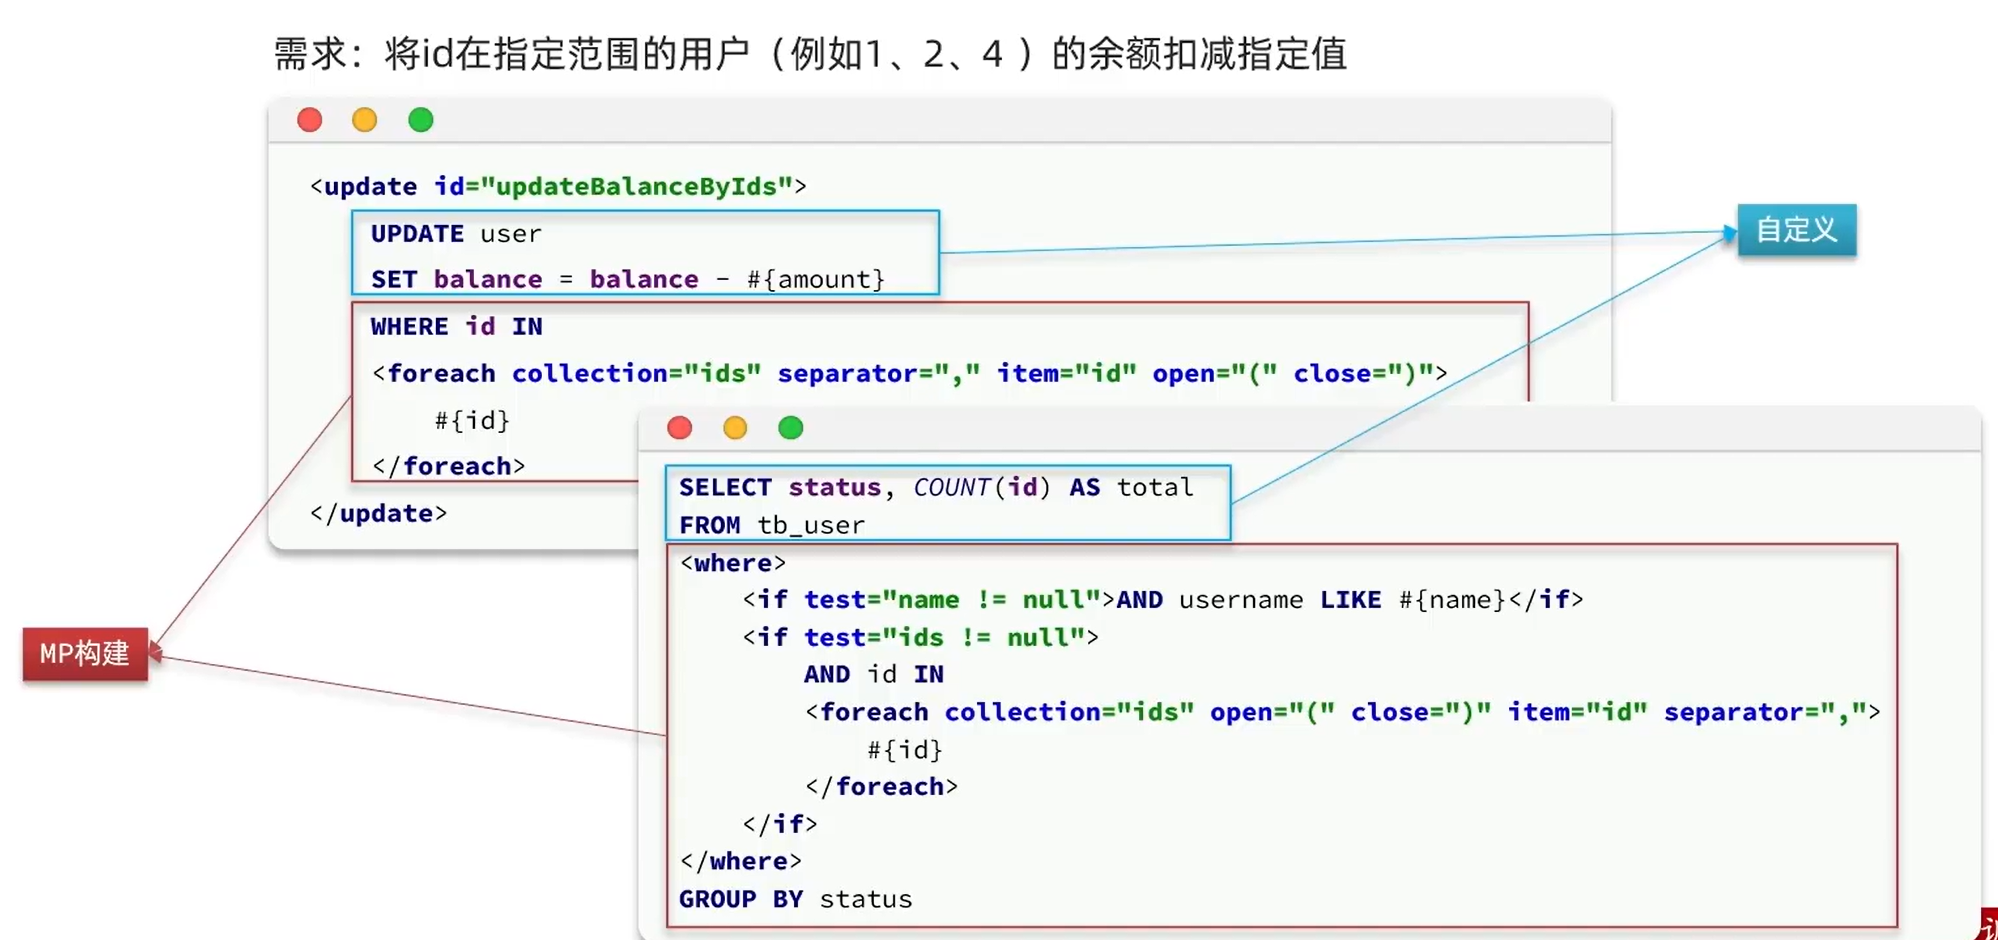 需求：将id在指定范围的用户（例如1、2、4 ）的余额扣减指定值
<update id="updateBalanceByIds">
UPDATE user
SET balance = balance - #{amount}
WHERE id IN
<foreach collection="ids" separator="," item="id" open="(" close=")">
#{id}
</foreach>
</update>
自定义
MP构建
SELECT status, COUNT(id) AS total
FROM tb_user
<where>
<if test="name != null">AND username LIKE #{name}</if>
<if test="ids != null">
AND id IN
<foreach collection="ids" open="(" close=")" item="id" separator=",">
#{id}
</foreach>
</if>
</where>
GROUP BY status